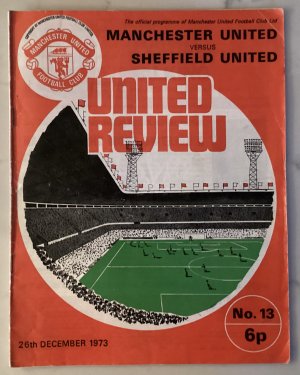 The official programme of Manchester United Football Club Ltd
MANCHESTER UNITED
VERSUS
SHEFFIELD UNITED
MANCHESTER UNITED
FOOTBALL CLUB
UNITED
REVIEW
No. 13
6p
26th DECEMBER 1973